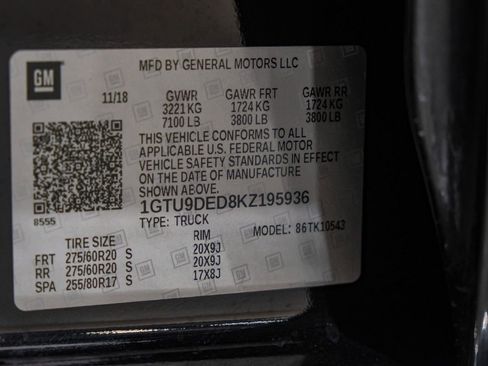 MFD BY GENERAL MOTORS LLC
GM
11/18 GVWR GAWR FRT GAWR RR
3221 KG 1724 KG 1724 KG
7100 LB 3800 LB 3800 LB
THIS VEHICLE CONFORMS TO ALL
APPLICABLE U.S. FEDERAL MOTOR
VEHICLE SAFETY STANDARDS IN EFFECT
ON THE DATE OF MANUFACTURE
SHOWN ABOVE.
8555
1GTU9DED8KZ195936
TYPE: TRUCK MODEL: 86TK10543
TIRE SIZE RIM
FRT 275/60R20 S 20X9J
RR 275/60R20 S 20X9J
SPA 255/80R17 S 17X8J